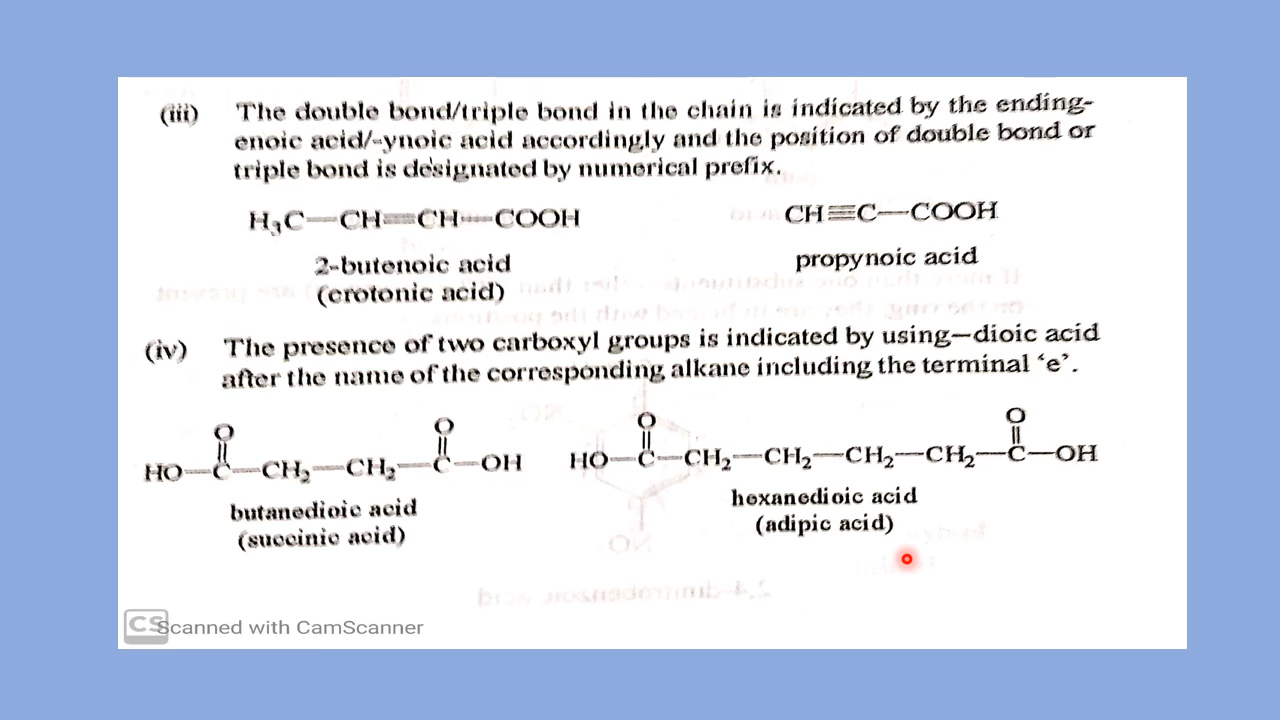 (iii) The double bond/triple bond in the chain is indicated by the ending-
enoic acid/-ynoic acid accordingly and the position of double bond or
triple bond is designated by numerical prefix.
H₃C—CH=CH—COOH CH≡C—COOH
2-butenoic acid propynoic acid
(crotonic acid)
(iv) The presence of two carboxyl groups is indicated by using—dioic acid
after the name of the corresponding alkane including the terminal ‘e’.
O O O O
HO—C—CH₂—CH₂—C—OH HO—C—CH₂—CH₂—CH₂—CH₂—C—OH
butanedioic acid hexanedioic acid
(succinic acid) (adipic acid)
2,4-dinitrobenzoic acid
CS Scanned with CamScanner